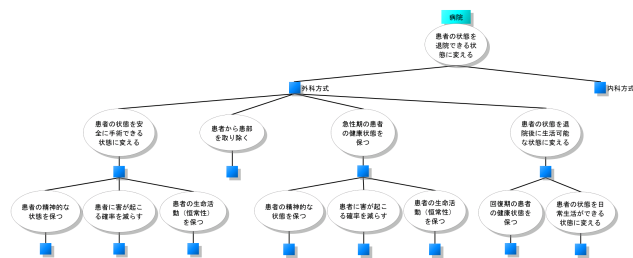 病院
患者の状態を
退院できる状
態に変える
外科方式
内科方式
患者の状態を安
全に手術できる
状態に変える
患者から患部
を取り除く
急性期の患者
の健康状態を
保つ
患者の状態を退
院後に生活可能
な状態に変える
患者の精神的な
状態を保つ
患者に害が起こ
る確率を減らす
患者の生命活
動（恒常性）
を保つ
患者の精神的な
状態を保つ
患者に害が起こ
る確率を減らす
患者の生命活
動（恒常性）
を保つ
回復期の患者
の健康状態を
保つ
患者の状態を日
常生活ができる
状態に変える